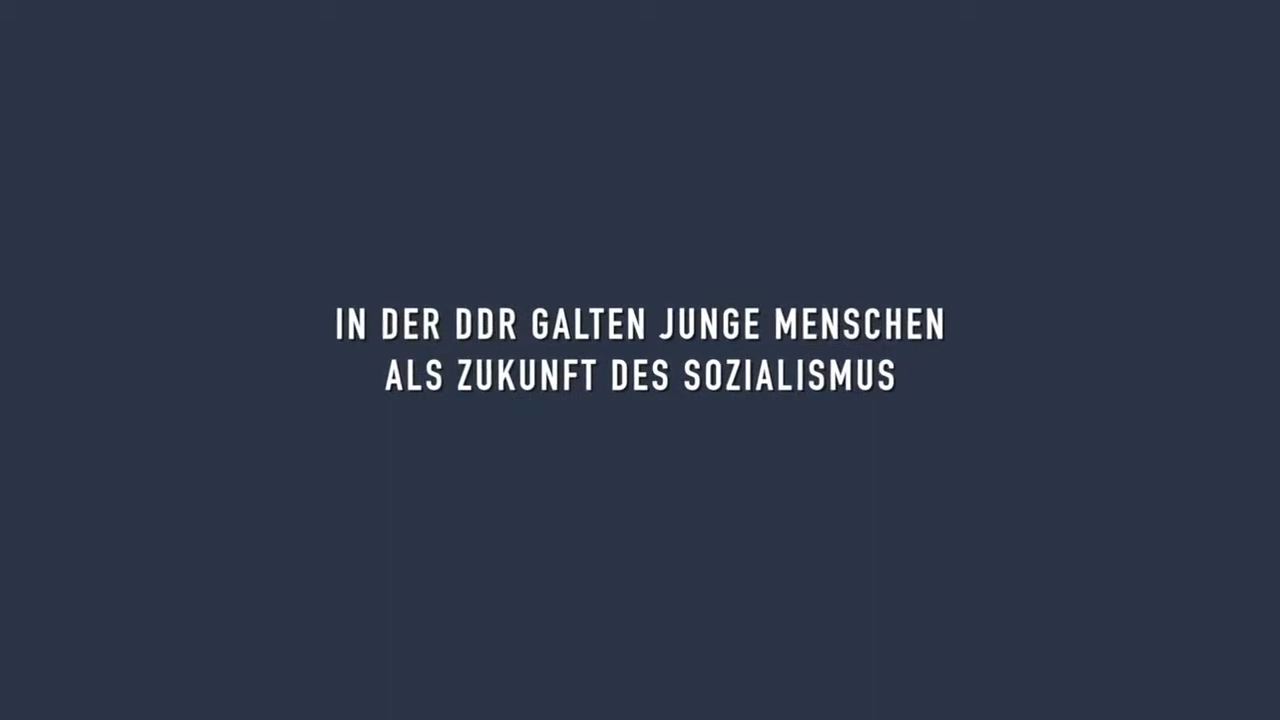 IN DER DDR GALTEN JUNGE MENSCHEN
ALS ZUKUNFT DES SOZIALISMUS